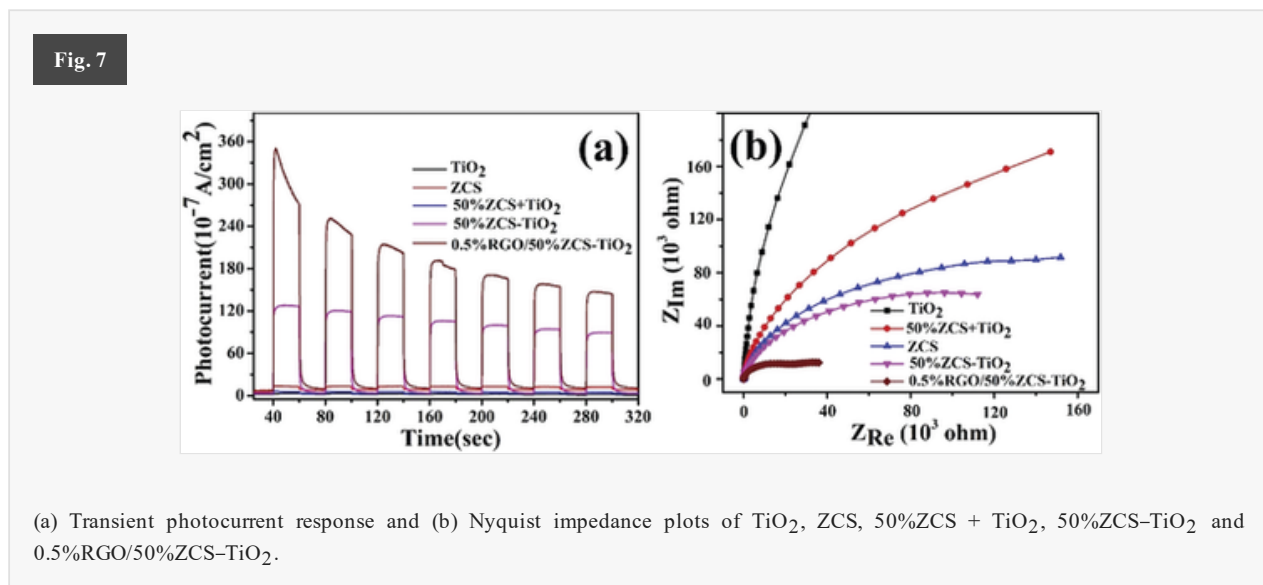 Fig. 7
(a)
Photocurrent(10⁻⁷ A/cm²)
360
300
240
180
120
60
0
TiO₂
ZCS
50%ZCS+TiO₂
50%ZCS-TiO₂
0.5%RGO/50%ZCS-TiO₂
40 80 120 160 200 240 280 320
Time(sec)
(b)
Z_Im (10³ ohm)
160
120
80
40
0
TiO₂
50%ZCS+TiO₂
ZCS
50%ZCS-TiO₂
0.5%RGO/50%ZCS-TiO₂
0 40 80 120 160
Z_Re (10³ ohm)
(a) Transient photocurrent response and (b) Nyquist impedance plots of TiO₂, ZCS, 50%ZCS + TiO₂, 50%ZCS–TiO₂ and
0.5%RGO/50%ZCS–TiO₂.